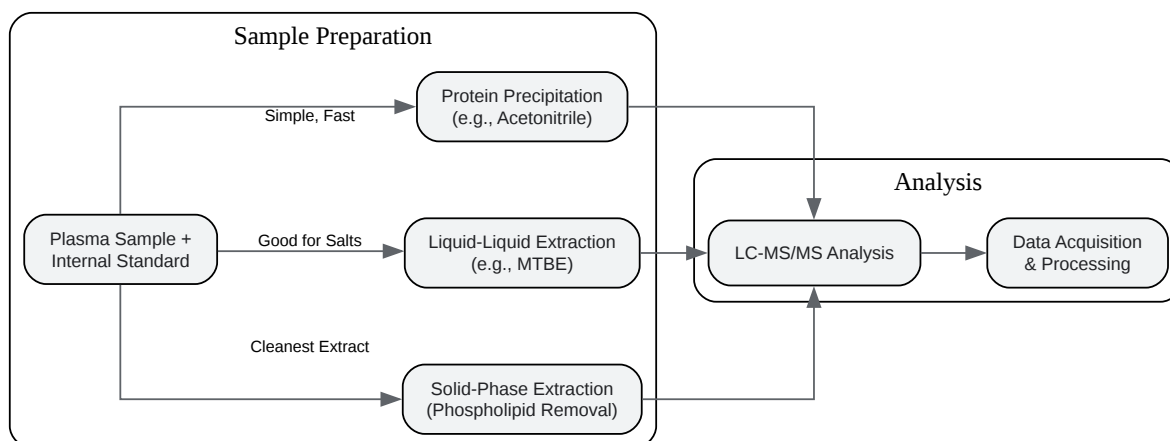 Sample Preparation
Simple, Fast
Protein Precipitation
(e.g., Acetonitrile)
Plasma Sample +
Internal Standard
Good for Salts
Liquid-Liquid Extraction
(e.g., MTBE)
Cleanest Extract
Solid-Phase Extraction
(Phospholipid Removal)
Analysis
LC-MS/MS Analysis
Data Acquisition
& Processing